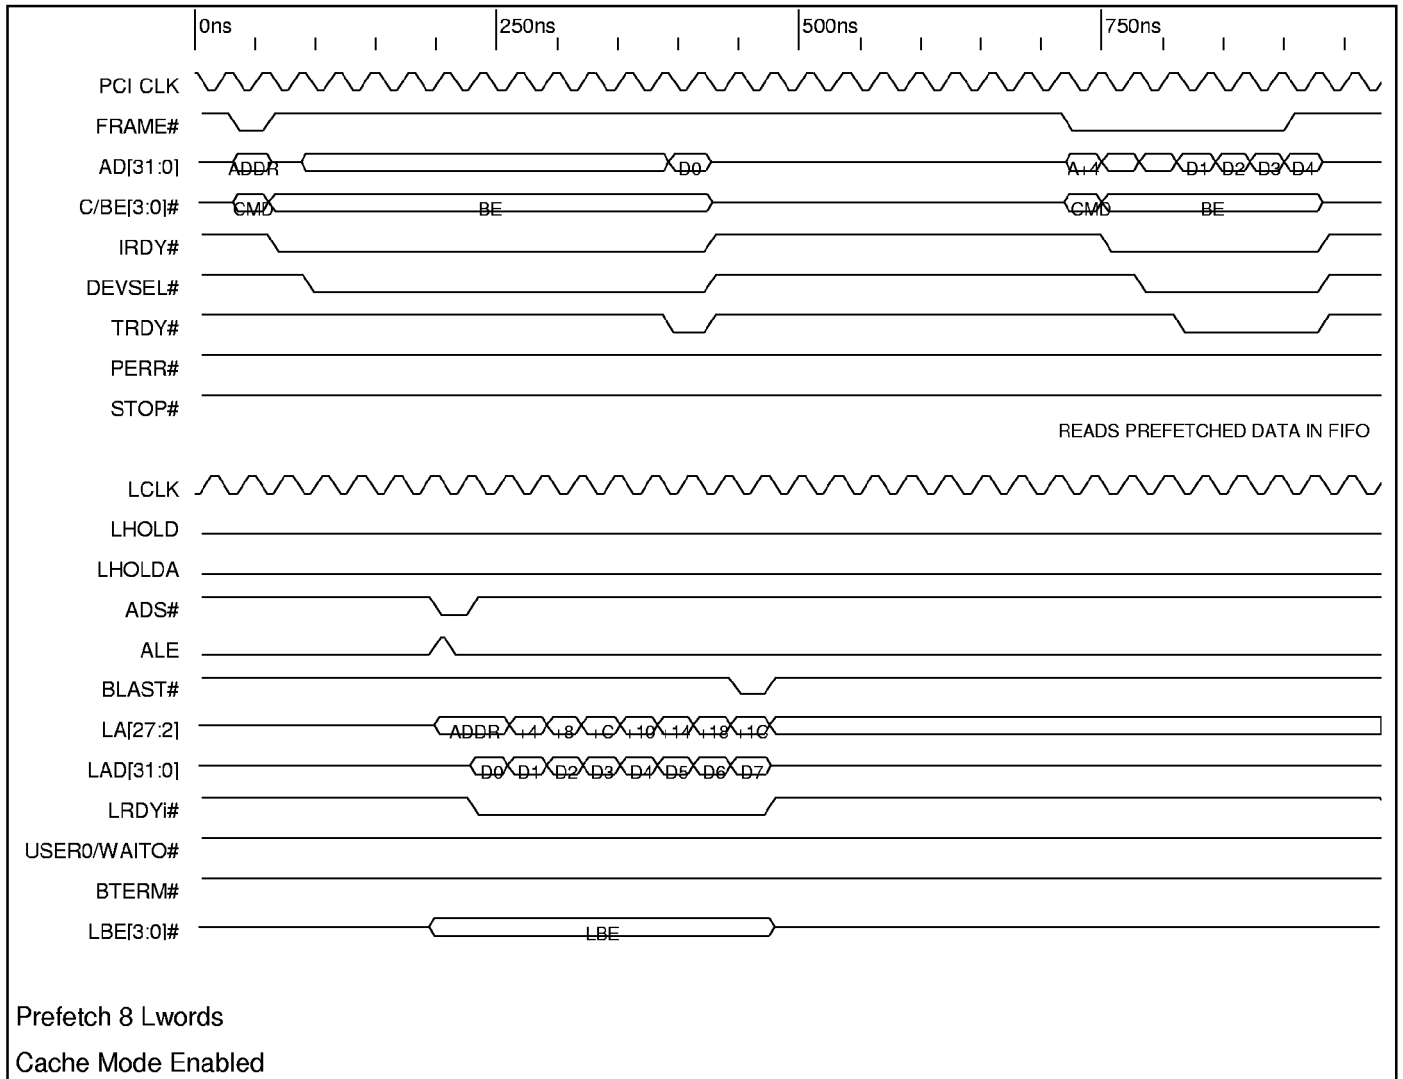 0ns 250ns 500ns 750ns
PCI CLK
FRAME#
AD[31:0] ADDR D0 A+4 D1 D2 D3 D4
C/BE[3:0]# CMD BE CMD BE
IRDY#
DEVSEL#
TRDY#
PERR#
STOP#
READS PREFETCHED DATA IN FIFO
LCLK
LHOLD
LHOLDA
ADS#
ALE
BLAST#
LA[27:2] ADDR +4 +8 +C +10 +14 +18 +1C
LAD[31:0] D0 D1 D2 D3 D4 D5 D6 D7
LRDYi#
USER0/WAITO#
BTERM#
LBE[3:0]# LBE
Prefetch 8 Lwords
Cache Mode Enabled